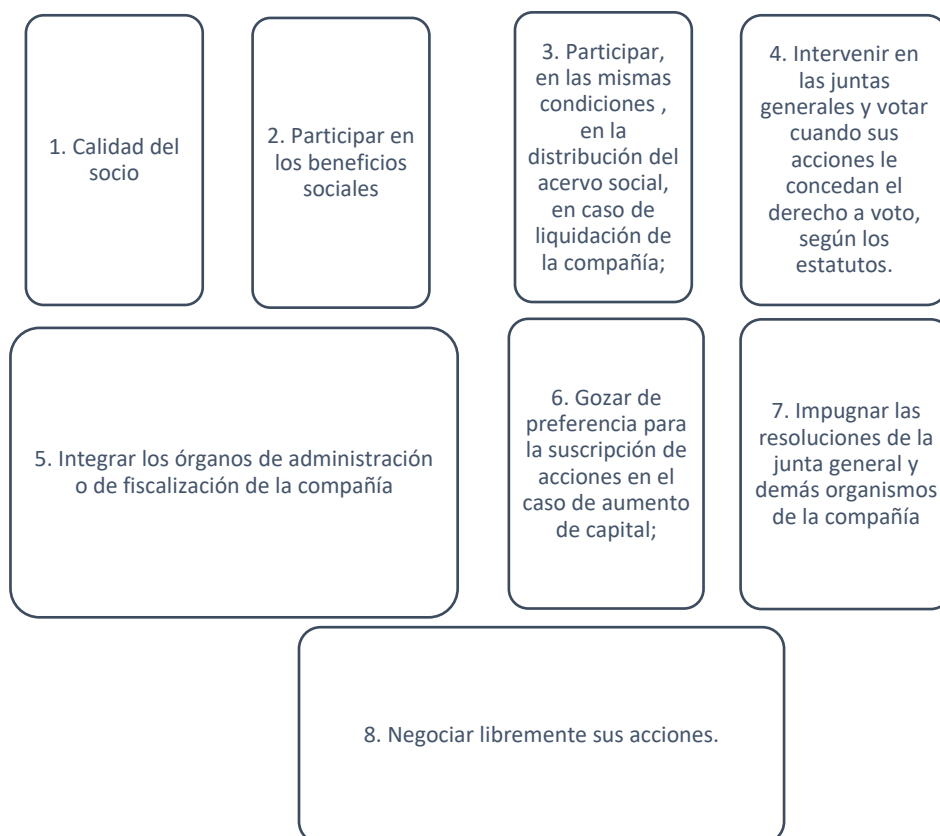 1. Calidad del
socio
2. Participar en
los beneficios
sociales
3. Participar,
en las mismas
condiciones ,
en la
distribución del
acervo social,
en caso de
liquidación de
la compañía;
4. Intervenir en
las juntas
generales y votar
cuando sus
acciones le
concedan el
derecho a voto,
según los
estatutos.
5. Integrar los órganos de administración
o de fiscalización de la compañía
6. Gozar de
preferencia para
la suscripción de
acciones en el
caso de aumento
de capital;
7. Impugnar las
resoluciones de la
junta general y
demás organismos
de la compañía
8. Negociar libremente sus acciones.